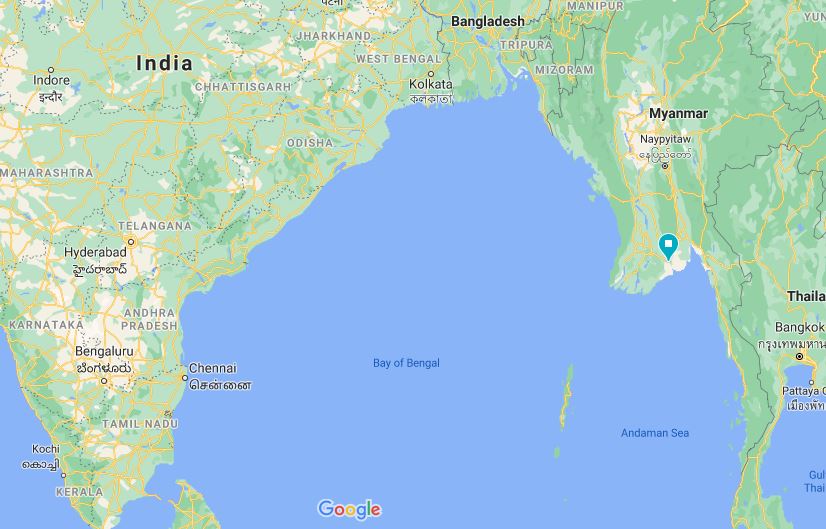 MANIPUR
Bangladesh
TRIPURA
MIZORAM
JHARKHAND
WEST BENGAL
India
Indore
इन्दौर
CHHATTISGARH
Kolkata
কলকাতা
Myanmar
Naypyitaw
နေပြည်တော်
ODISHA
MAHARASHTRA
TELANGANA
Hyderabad
హైదరాబాద్
ANDHRA
PRADESH
KARNATAKA
Bengaluru
ಬೆಂಗಳೂರು
Chennai
சென்னை
Bay of Bengal
Thaila
Bangkok
กรุงเทพมหาน
Pattaya C
เมืองพัท
TAMIL NADU
Andaman Sea
Kochi
കൊച്ചി
KERALA
Gul
Thai
Google